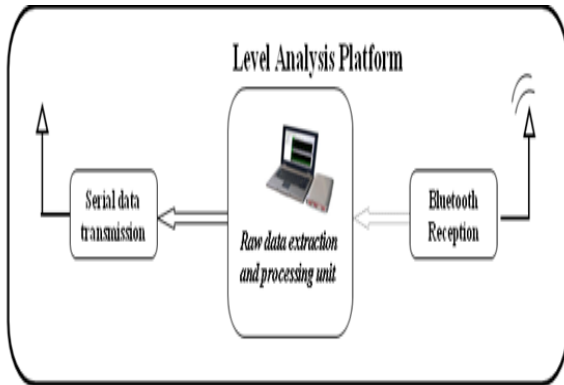 Level Analysis Platform
Serial data
transmission
Raw data extraction
and processing unit
Bluetooth
Reception